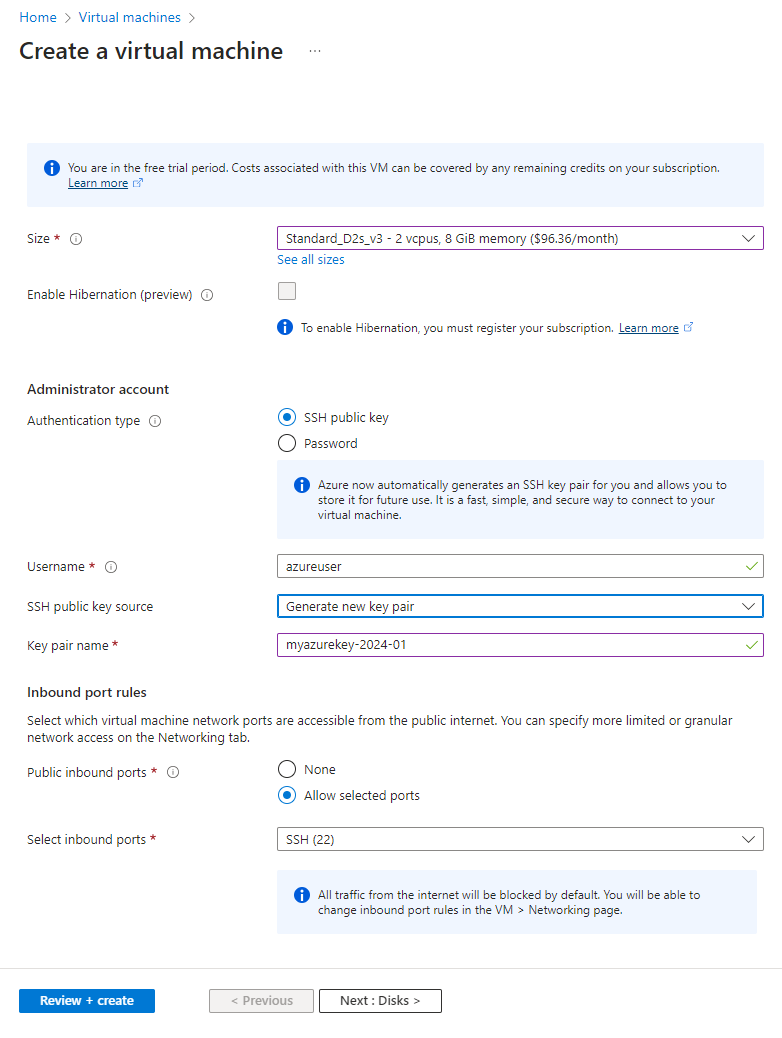 Home > Virtual machines >
Create a virtual machine ...
You are in the free trial period. Costs associated with this VM can be covered by any remaining credits on your subscription.
Learn more
Size * Standard_D2s_v3 - 2 vcpus, 8 GiB memory ($96.36/month)
See all sizes
Enable Hibernation (preview)
To enable Hibernation, you must register your subscription. Learn more
Administrator account
Authentication type
SSH public key
Password
Azure now automatically generates an SSH key pair for you and allows you to
store it for future use. It is a fast, simple, and secure way to connect to your
virtual machine.
Username * azureuser
SSH public key source Generate new key pair
Key pair name * myazurekey-2024-01
Inbound port rules
Select which virtual machine network ports are accessible from the public internet. You can specify more limited or granular
network access on the Networking tab.
Public inbound ports *
None
Allow selected ports
Select inbound ports * SSH (22)
All traffic from the internet will be blocked by default. You will be able to
change inbound port rules in the VM > Networking page.
Review + create < Previous Next : Disks >